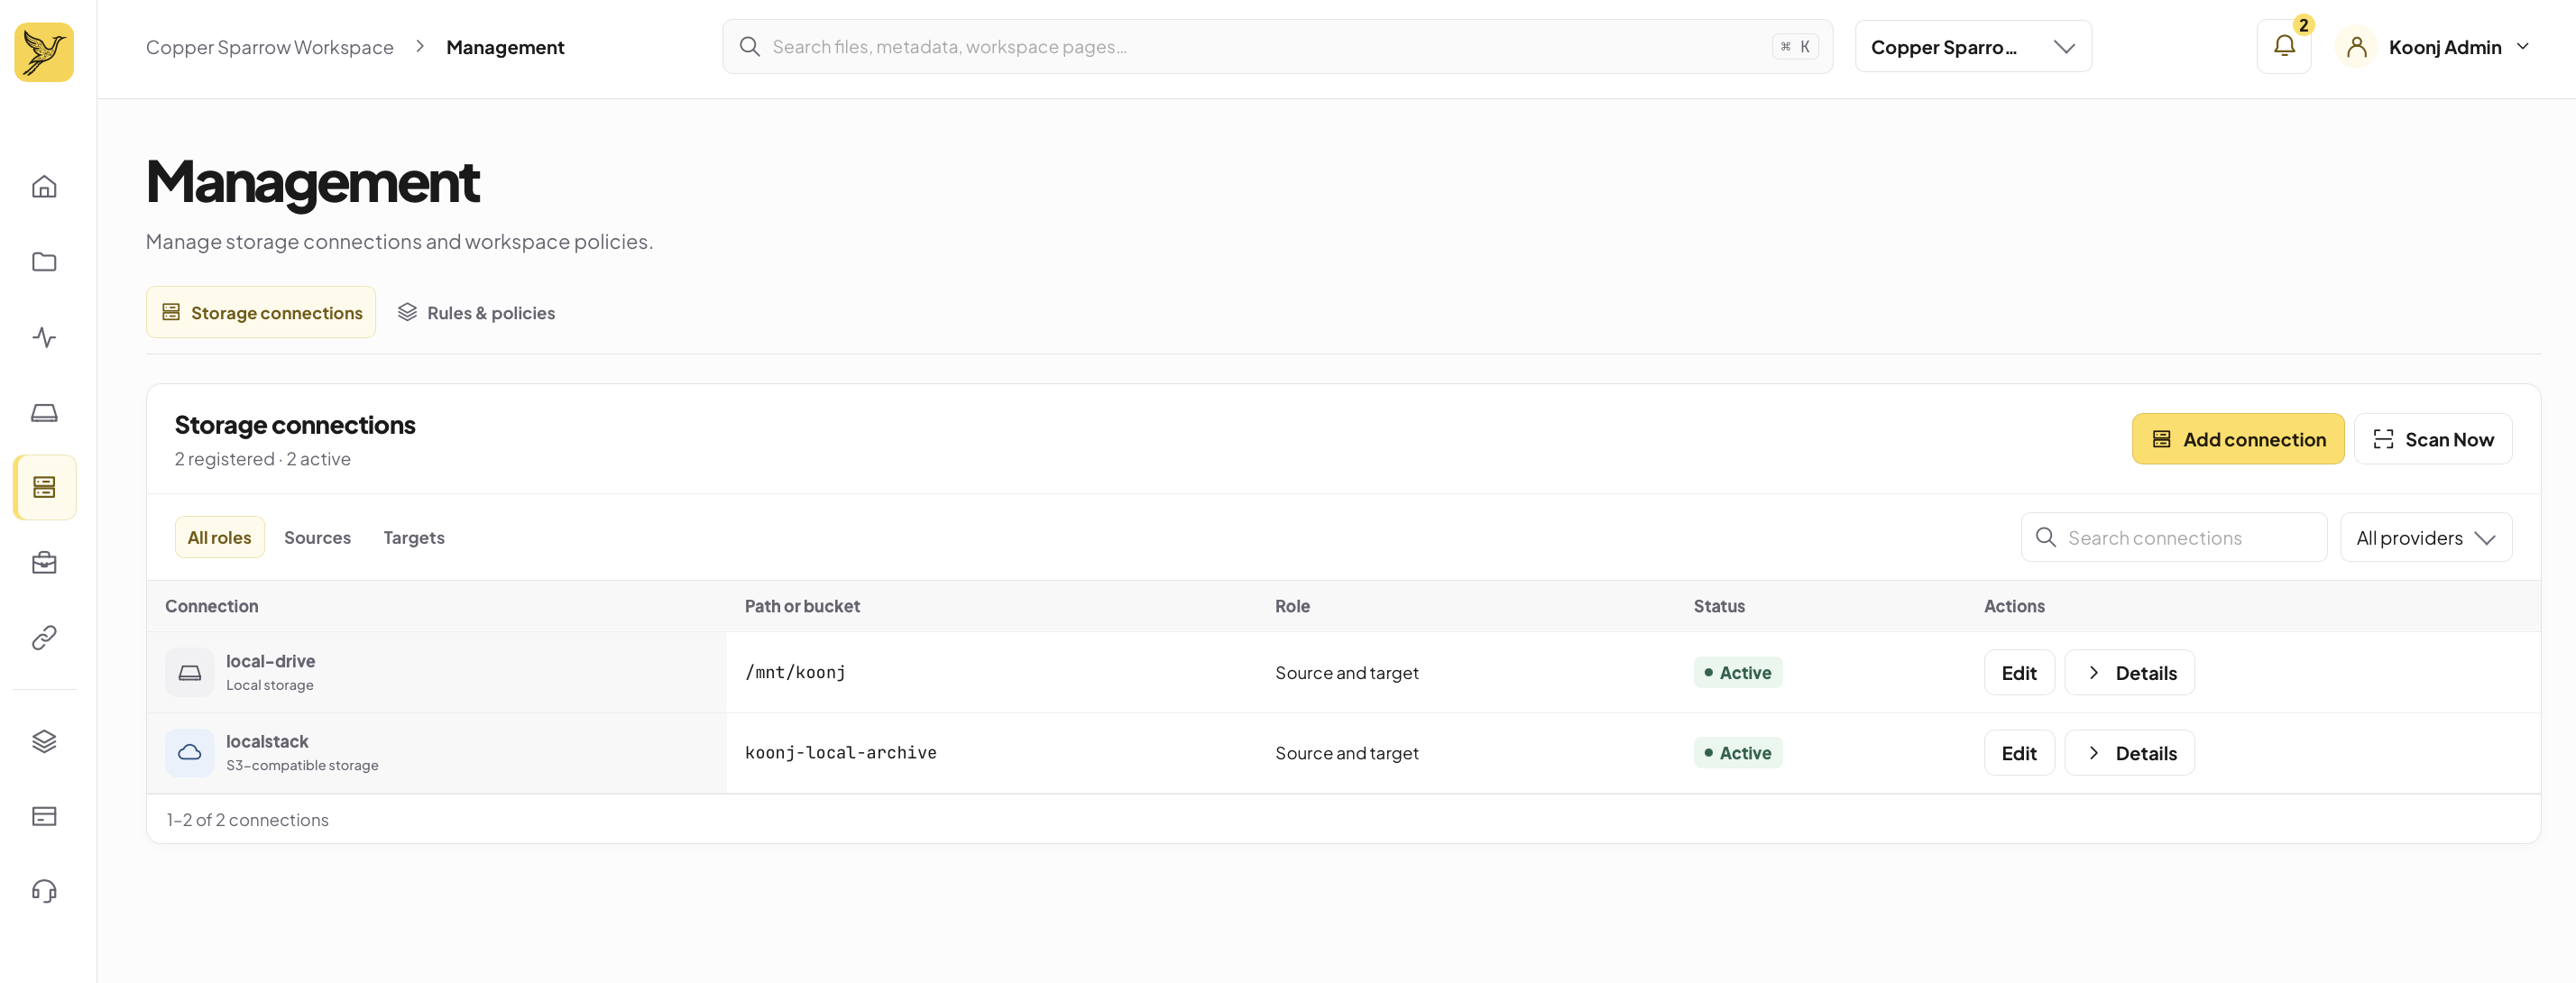 Copper Sparrow Workspace > Management
Search files, metadata, workspace pages...
⌘ K
Copper Sparro...
2
Koonj Admin
Management
Manage storage connections and workspace policies.
Storage connections
Rules & policies
Storage connections
2 registered · 2 active
Add connection
Scan Now
All roles
Sources
Targets
Search connections
All providers
Connection
Path or bucket
Role
Status
Actions
local-drive
Local storage
/mnt/koonj
Source and target
Active
Edit
Details
localstack
S3-compatible storage
koonj-local-archive
Source and target
Active
Edit
Details
1–2 of 2 connections